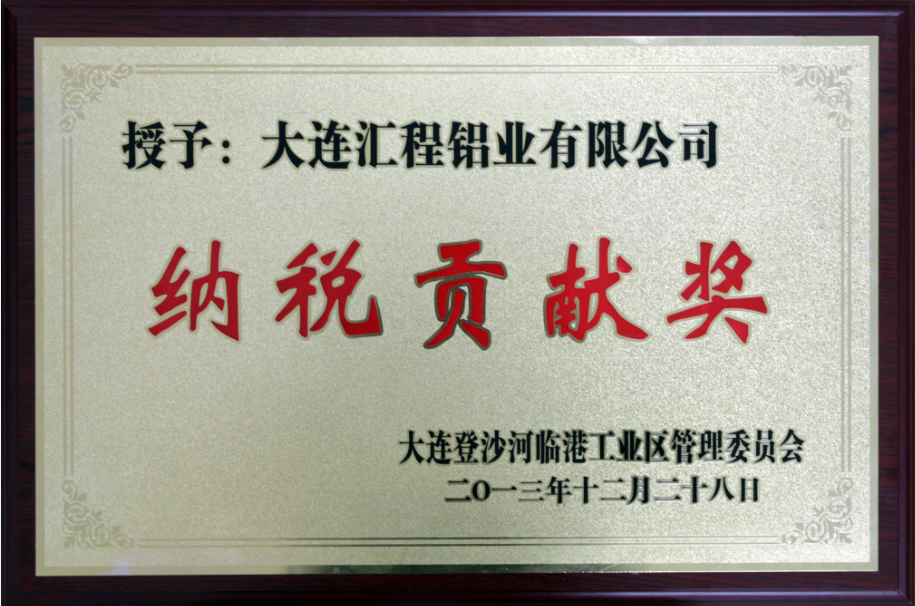 授予：大连汇程铝业有限公司
纳税贡献奖
大连登沙河临港工业区管理委员会
二O一三年十二月二十八日